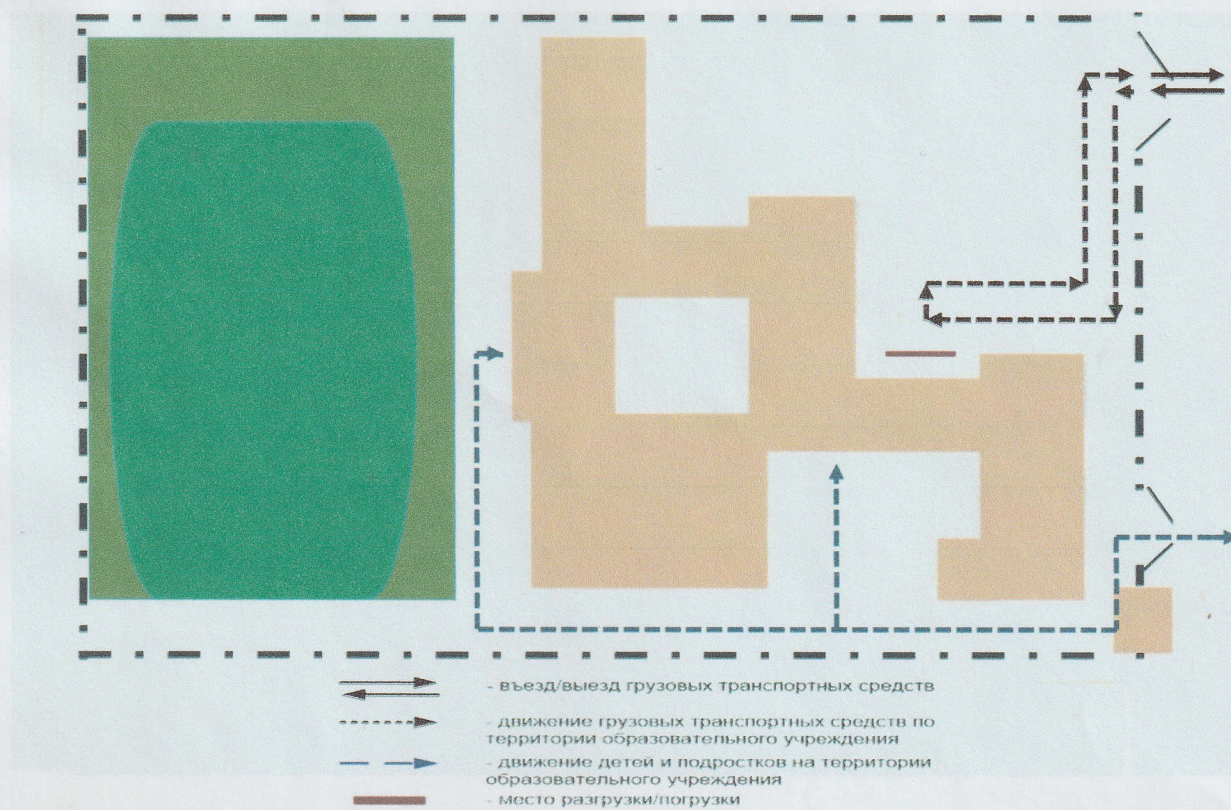 - въезд/выезд грузовых транспортных средств
- движение грузовых транспортных средств по
территории образовательного учреждения
- движение детей и подростков на территории
образовательного учреждения
- место разгрузки/погрузки